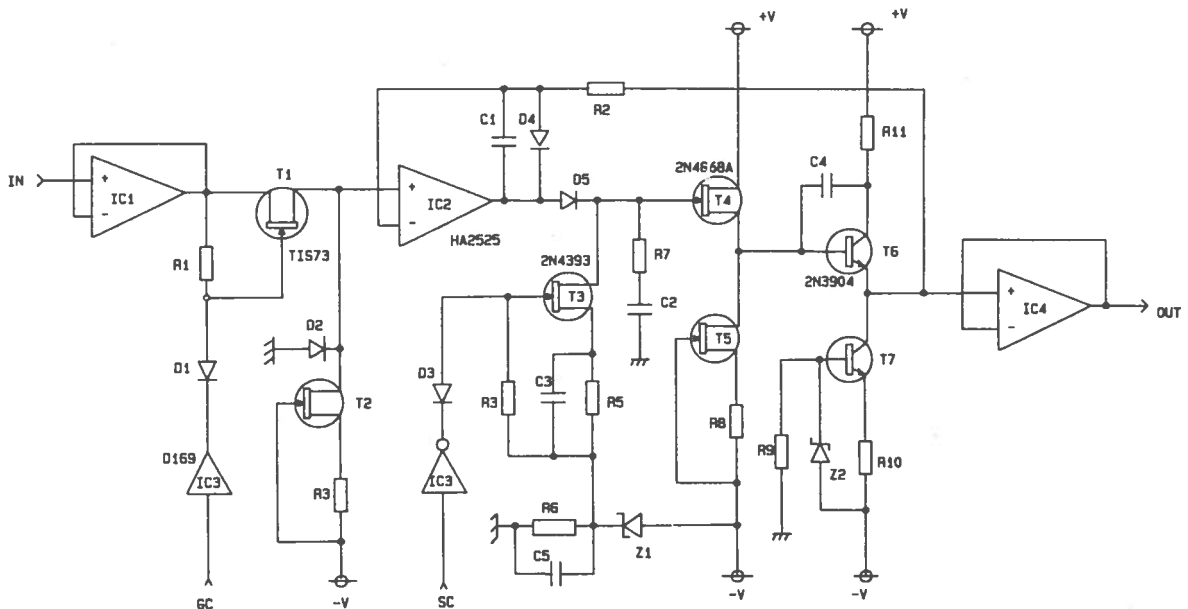 +V
+V
R2
C1
D4
R11
C4
2N4668A
IN
T1
+
IC1
-
D5
+
IC2
-
T4
HA2525
R1
TIS73
R7
T6
2N4393
2N3904
T3
C2
+
IC4
-
OUT
D2
T5
T7
D1
D3
C3
R3
R5
T2
R8
R9
Z2
R10
D169
IC3
IC3
R3
R6
Z1
C5
GC
-V
SC
-V
-V